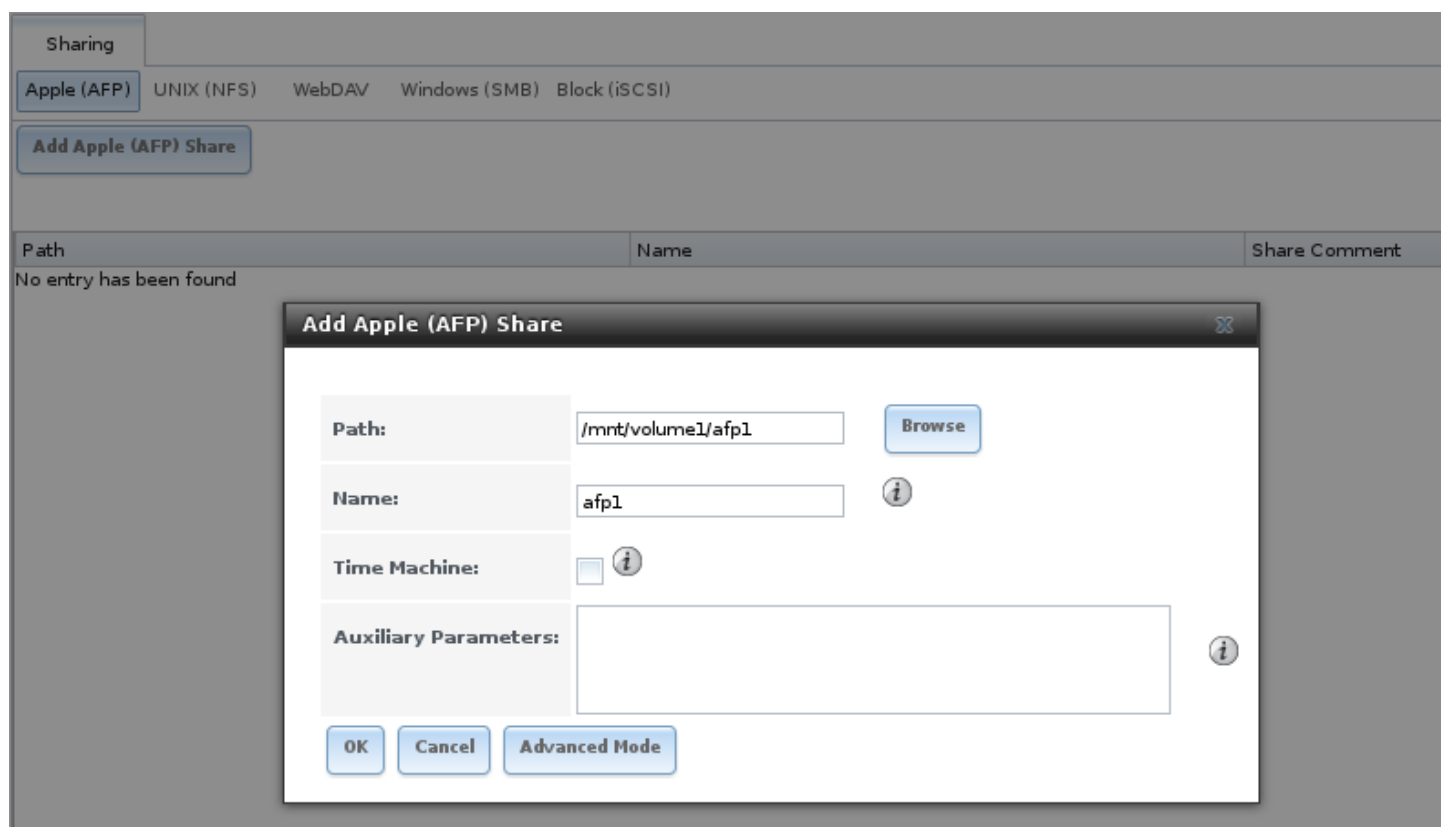 Sharing
Apple (AFP) UNIX (NFS) WebDAV Windows (SMB) Block (iSCSI)
Add Apple (AFP) Share
Path Name Share Comment
No entry has been found
Add Apple (AFP) Share
Path: /mnt/volume1/afp1 Browse
Name: afp1
Time Machine:
Auxiliary Parameters:
OK Cancel Advanced Mode